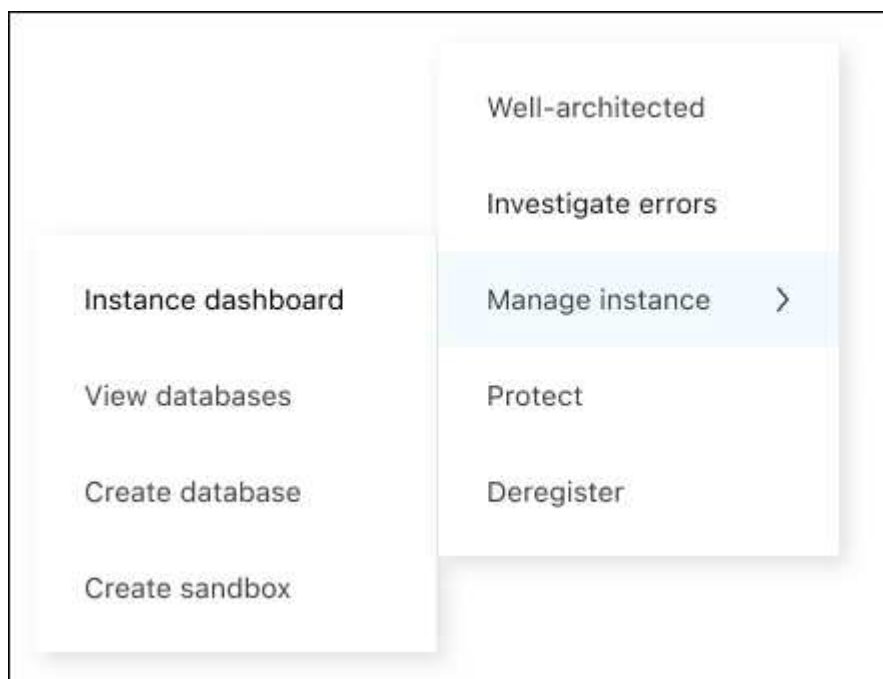 Well-architected
Investigate errors
Manage instance
Protect
Deregister
Instance dashboard
View databases
Create database
Create sandbox